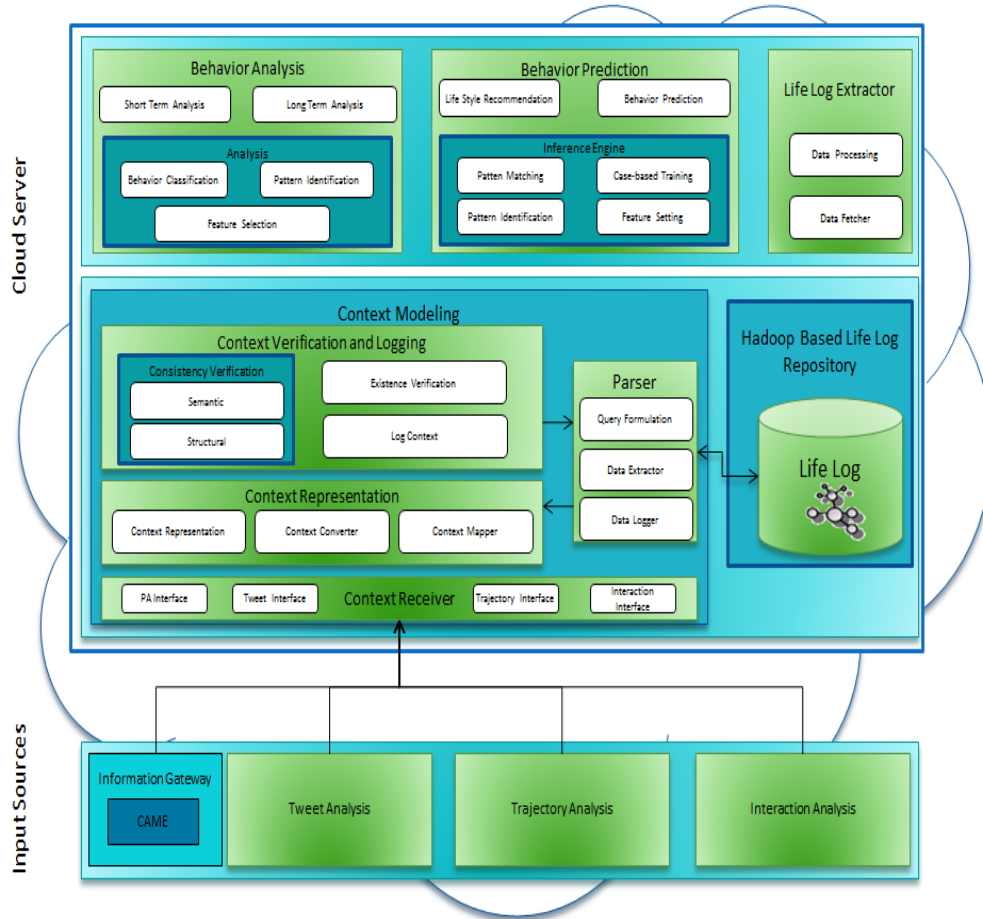 Cloud Server
Behavior Analysis
Short Term Analysis
Long Term Analysis
Analysis
Behavior Classification
Pattern Identification
Feature Selection
Behavior Prediction
Life Style Recommendation
Behavior Prediction
Inference Engine
Patten Matching
Case-based Training
Pattern Identification
Feature Setting
Life Log Extractor
Data Processing
Data Fetcher
Context Modeling
Context Verification and Logging
Consistency Verification
Semantic
Structural
Existence Verification
Log Context
Parser
Query Formulation
Data Extractor
Data Logger
Context Representation
Context Representation
Context Converter
Context Mapper
PA Interface
Tweet Interface
Context Receiver
Trajectory Interface
Interaction
Interface
Hadoop Based Life Log
Repository
Life Log
Input Sources
Information Gateway
CAME
Tweet Analysis
Trajectory Analysis
Interaction Analysis